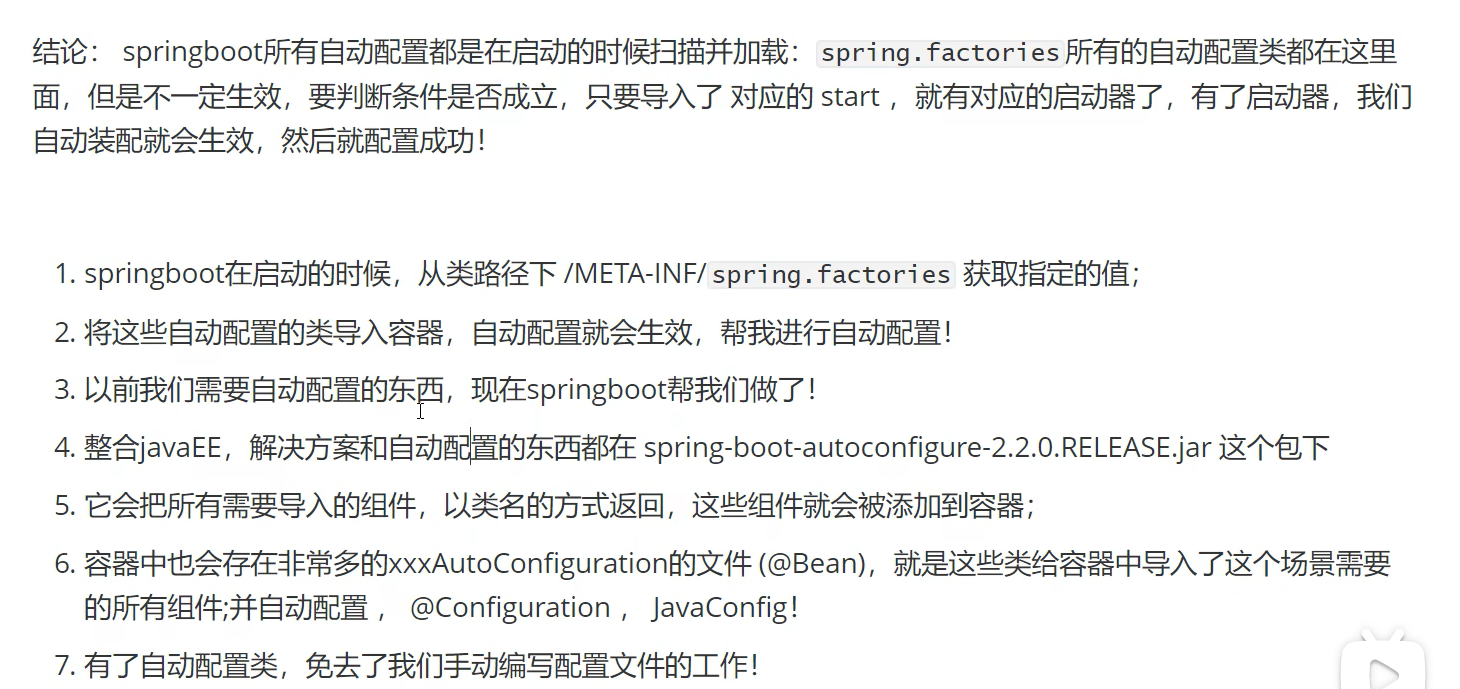 结论： springboot所有自动配置都是在启动的时候扫描并加载：spring.factories所有的自动配置类都在这里
面，但是不一定生效，要判断条件是否成立，只要导入了 对应的 start ，就有对应的启动器了，有了启动器，我们
自动装配就会生效，然后就配置成功！
1. springboot在启动的时候，从类路径下 /META-INF/spring.factories 获取指定的值；
2. 将这些自动配置的类导入容器，自动配置就会生效，帮我进行自动配置！
3. 以前我们需要自动配置的东西，现在springboot帮我们做了！
4. 整合javaEE，解决方案和自动配置的东西都在 spring-boot-autoconfigure-2.2.0.RELEASE.jar 这个包下
5. 它会把所有需要导入的组件，以类名的方式返回，这些组件就会被添加到容器；
6. 容器中也会存在非常多的xxxAutoConfiguration的文件 (@Bean)，就是这些类给容器中导入了这个场景需要
的所有组件;并自动配置 ， @Configuration ， JavaConfig！
7. 有了自动配置类，免去了我们手动编写配置文件的工作！